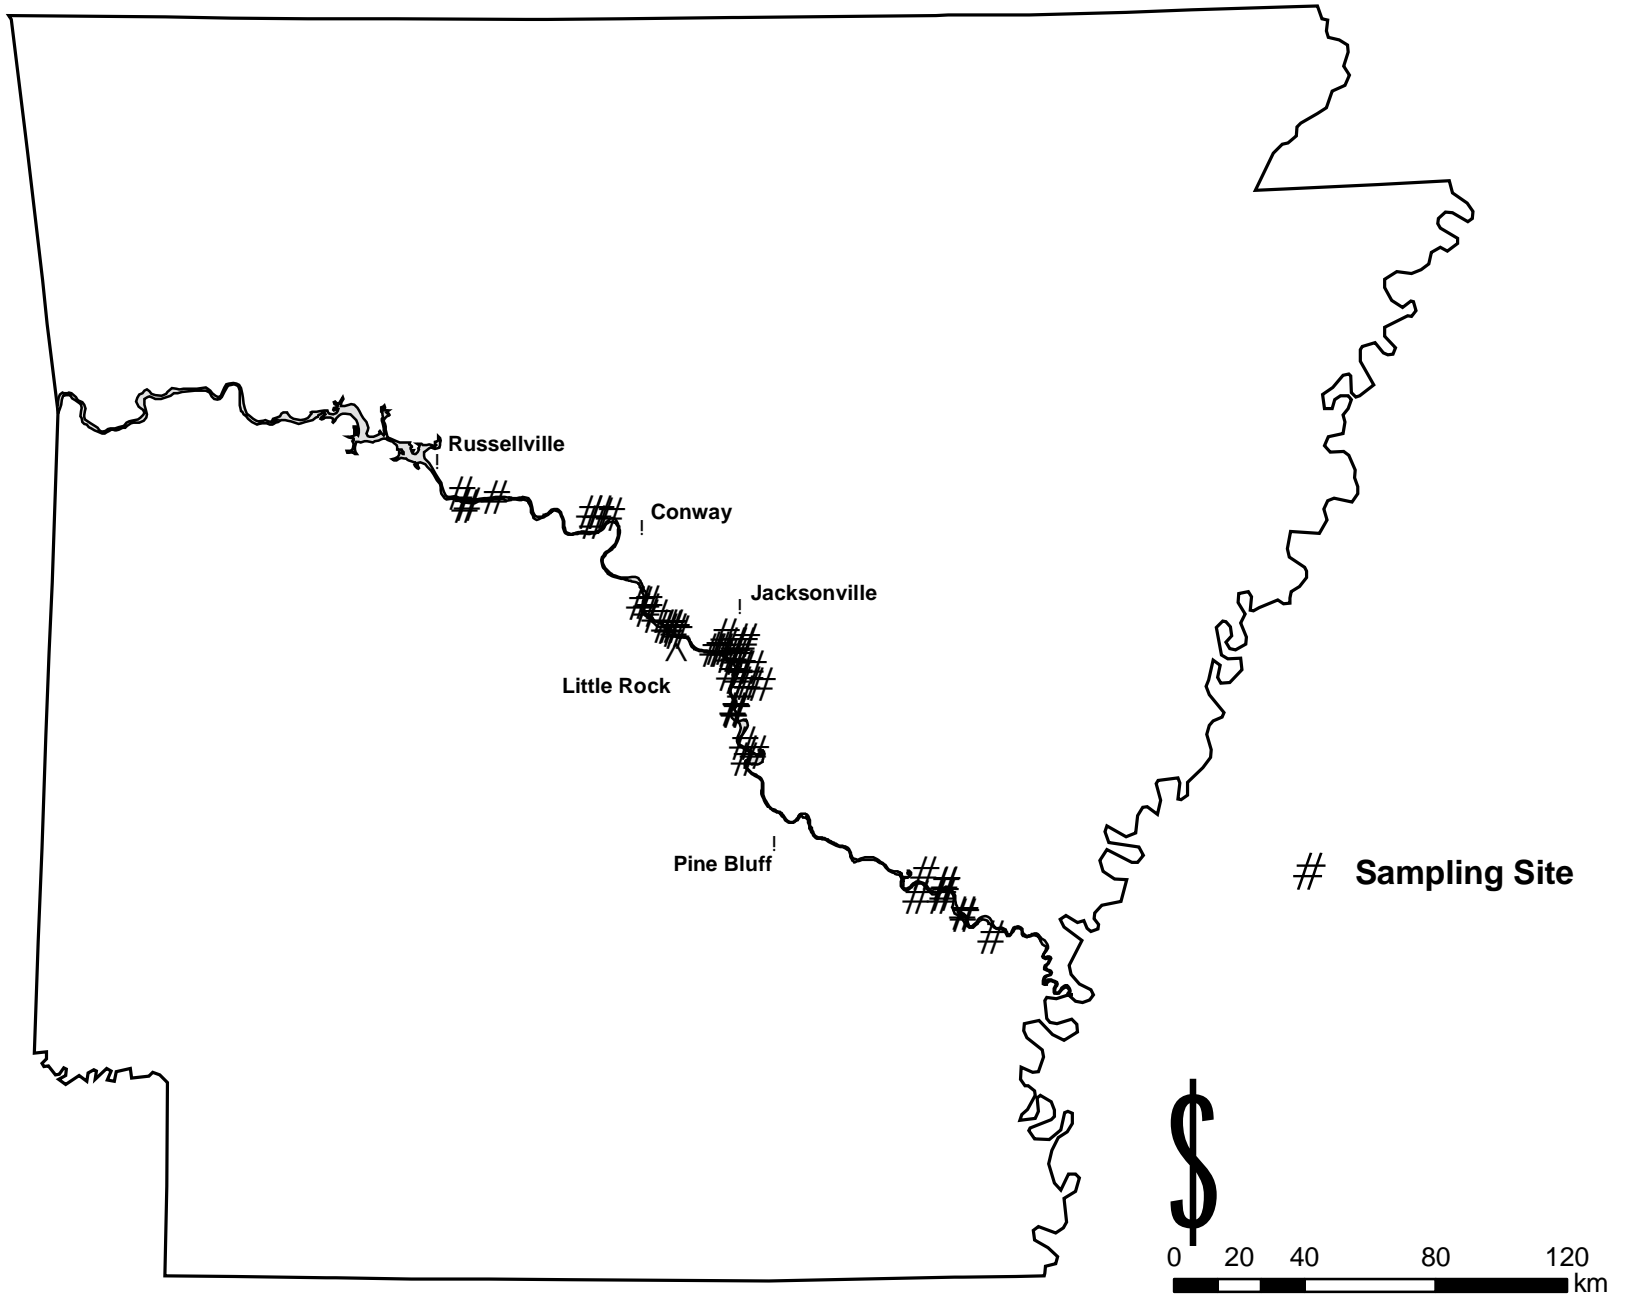 Russellville
!
Conway
!
Jacksonville
!
Little Rock
Pine Bluff
!
# Sampling Site
$
0 20 40 80 120
km